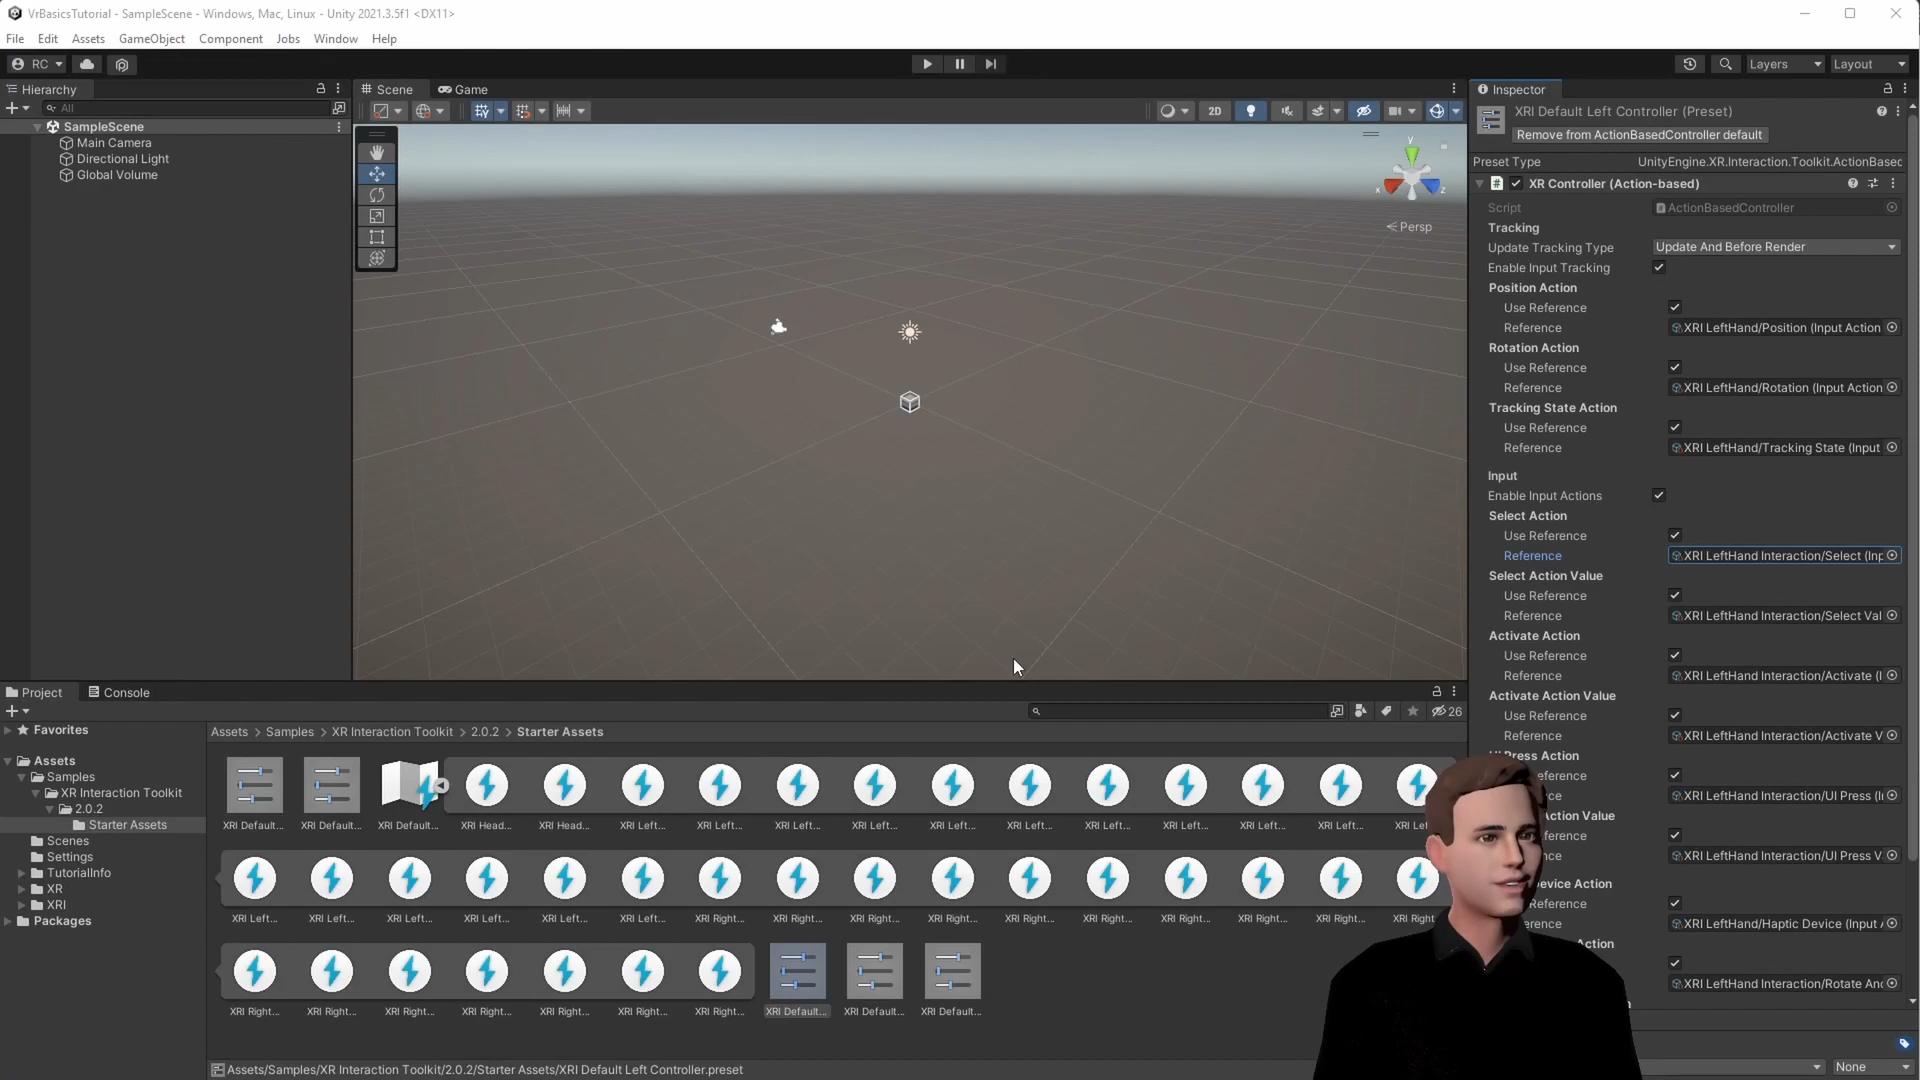 VrBasicsTutorial - SampleScene - Windows, Mac, Linux - Unity 2021.3.5f1 <DX11>
File Edit Assets GameObject Component Jobs Window Help
RC Layers Layout
Hierarchy
All
SampleScene
Main Camera
Directional Light
Global Volume
Scene Game
2D
y
x
z
Persp
Inspector
XRI Default Left Controller (Preset)
Remove from ActionBasedController default
Preset Type UnityEngine.XR.Interaction.Toolkit.ActionBasec
# XR Controller (Action-based)
Script ActionBasedController
Tracking
Update Tracking Type Update And Before Render
Enable Input Tracking
Position Action
Use Reference
Reference XRI LeftHand/Position (Input Action
Rotation Action
Use Reference
Reference XRI LeftHand/Rotation (Input Action
Tracking State Action
Use Reference
Reference XRI LeftHand/Tracking State (Input
Input
Enable Input Actions
Select Action
Use Reference
Reference XRI LeftHand Interaction/Select (Inp
Select Action Value
Use Reference
Reference XRI LeftHand Interaction/Select Val
Activate Action
Use Reference
Reference XRI LeftHand Interaction/Activate (I
Activate Action Value
Use Reference
Reference XRI LeftHand Interaction/Activate V
Press Action
eference
XRI LeftHand Interaction/UI Press (I
Action Value
ference
XRI LeftHand Interaction/UI Press V
evice Action
ference
XRI LeftHand/Haptic Device (Input A
Action
XRI LeftHand Interaction/Rotate And
None
Project Console
26
Favorites
Assets
Samples
XR Interaction Toolkit
2.0.2
Starter Assets
Scenes
Settings
TutorialInfo
XR
XRI
Packages
Assets > Samples > XR Interaction Toolkit > 2.0.2 > Starter Assets
XRI Default... XRI Default... XRI Default... XRI Head... XRI Head... XRI Left... XRI Left... XRI Left... XRI Left... XRI Left... XRI Left... XRI Left... XRI Left... XRI Left... XRI Le
XRI Left... XRI Left... XRI Left... XRI Left... XRI Left... XRI Left... XRI Right... XRI Right... XRI Right... XRI Right... XRI Right... XRI Right... XRI Right... XRI Right... XRI Right... XRI Right
XRI Right... XRI Right... XRI Right... XRI Right... XRI Right... XRI Right... XRI Right... XRI Default... XRI Default... XRI Default...
Assets/Samples/XR Interaction Toolkit/2.0.2/Starter Assets/XRI Default Left Controller.preset